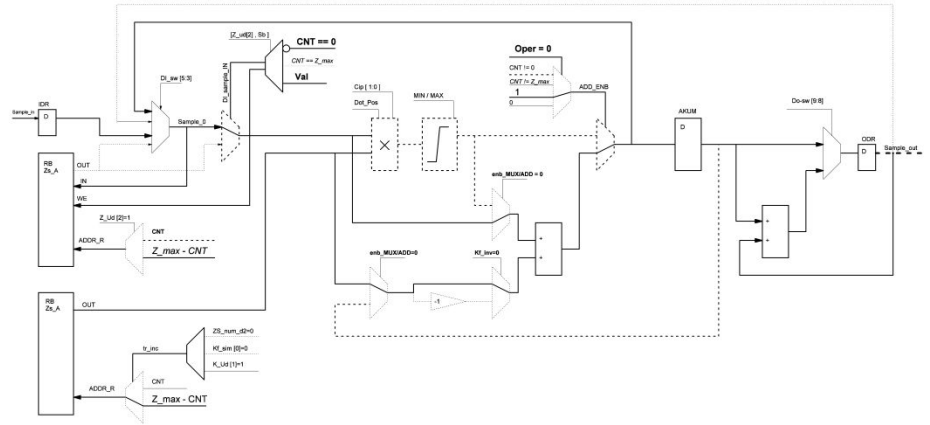 [Z_ud[2] , Sb ]
CNT == 0
CNT == Z_max
Val
DI_sw [5:3]
DI_sample_IN
Oper = 0
CNT != 0
CNT != Z_max
1
0
ADD_ENB
Cip [ 1:0]
Dot_Pos
MIN / MAX
AKUM
D
Do-sw [9:8]
IDR
Sample_in
D
Sample_0
ODR
D
Sample_out
RB
Zs_A
OUT
IN
WE
ADDR_R
Z_Ud [2]=1
CNT
Z_max - CNT
enb_MUX/ADD = 0
+
+
+
+
enb_MUX/ADD=0
Kf_inv=0
-1
RB
Zs_A
OUT
ADDR_R
tr_inc
ZS_num_d2=0
Kf_sim [0]=0
K_Ud [1]=1
CNT
Z_max - CNT